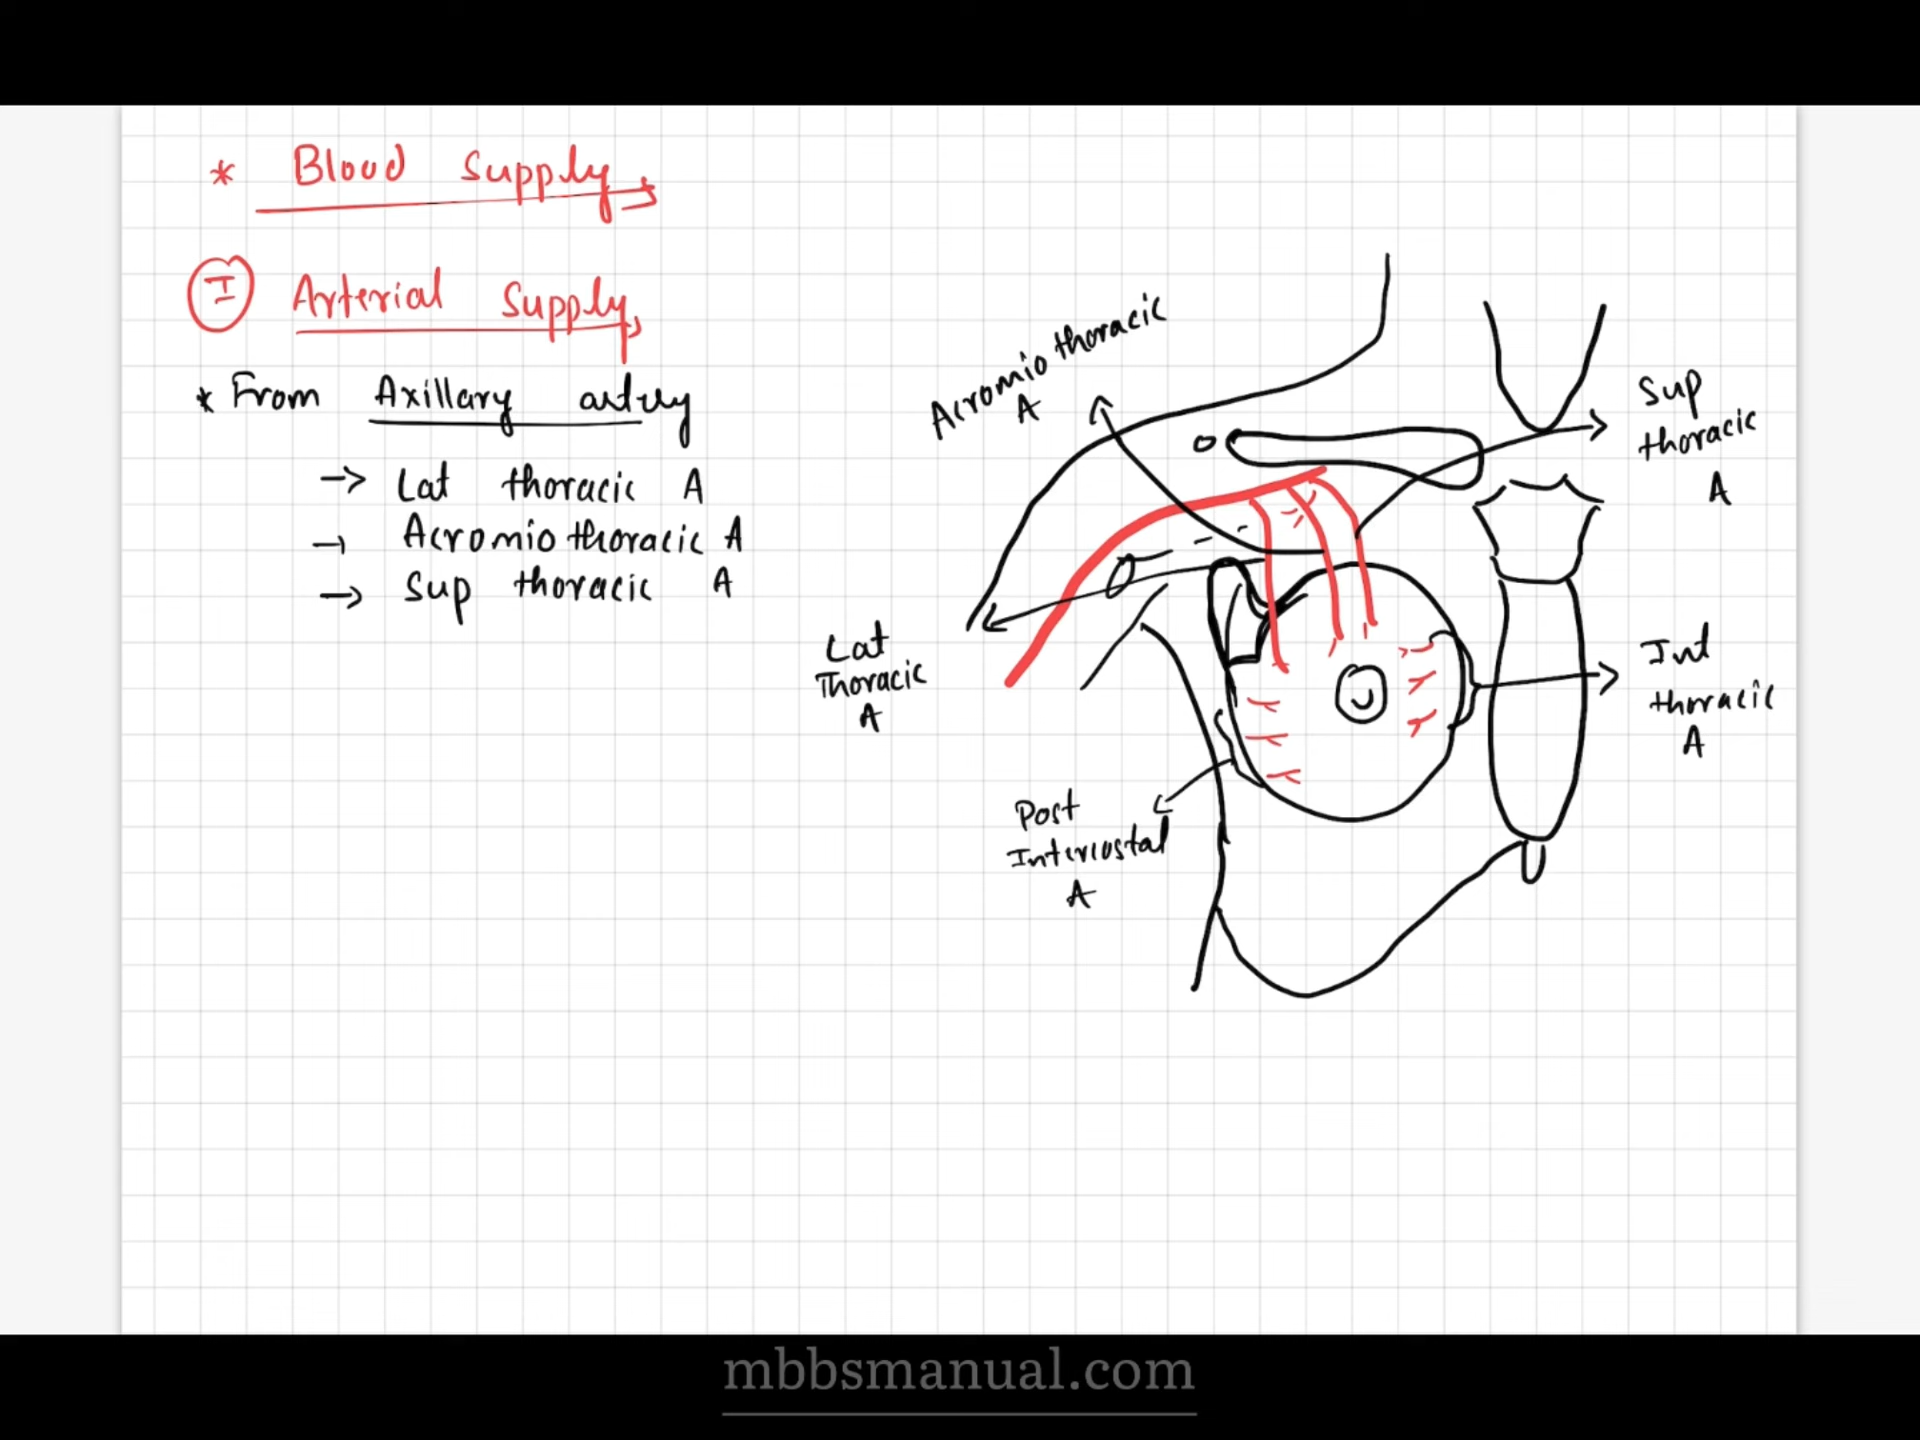 * Blood Supply
I Arterial Supply
* From Axillary artery
→ Lat thoracic A
→ Acromio thoracic A
→ Sup thoracic A
Acromio thoracic
A
Sup
thoracic
A
Lat
Thoracic
A
Int
thoracic
A
Post
Intercostal
A
mbbsmanual.com